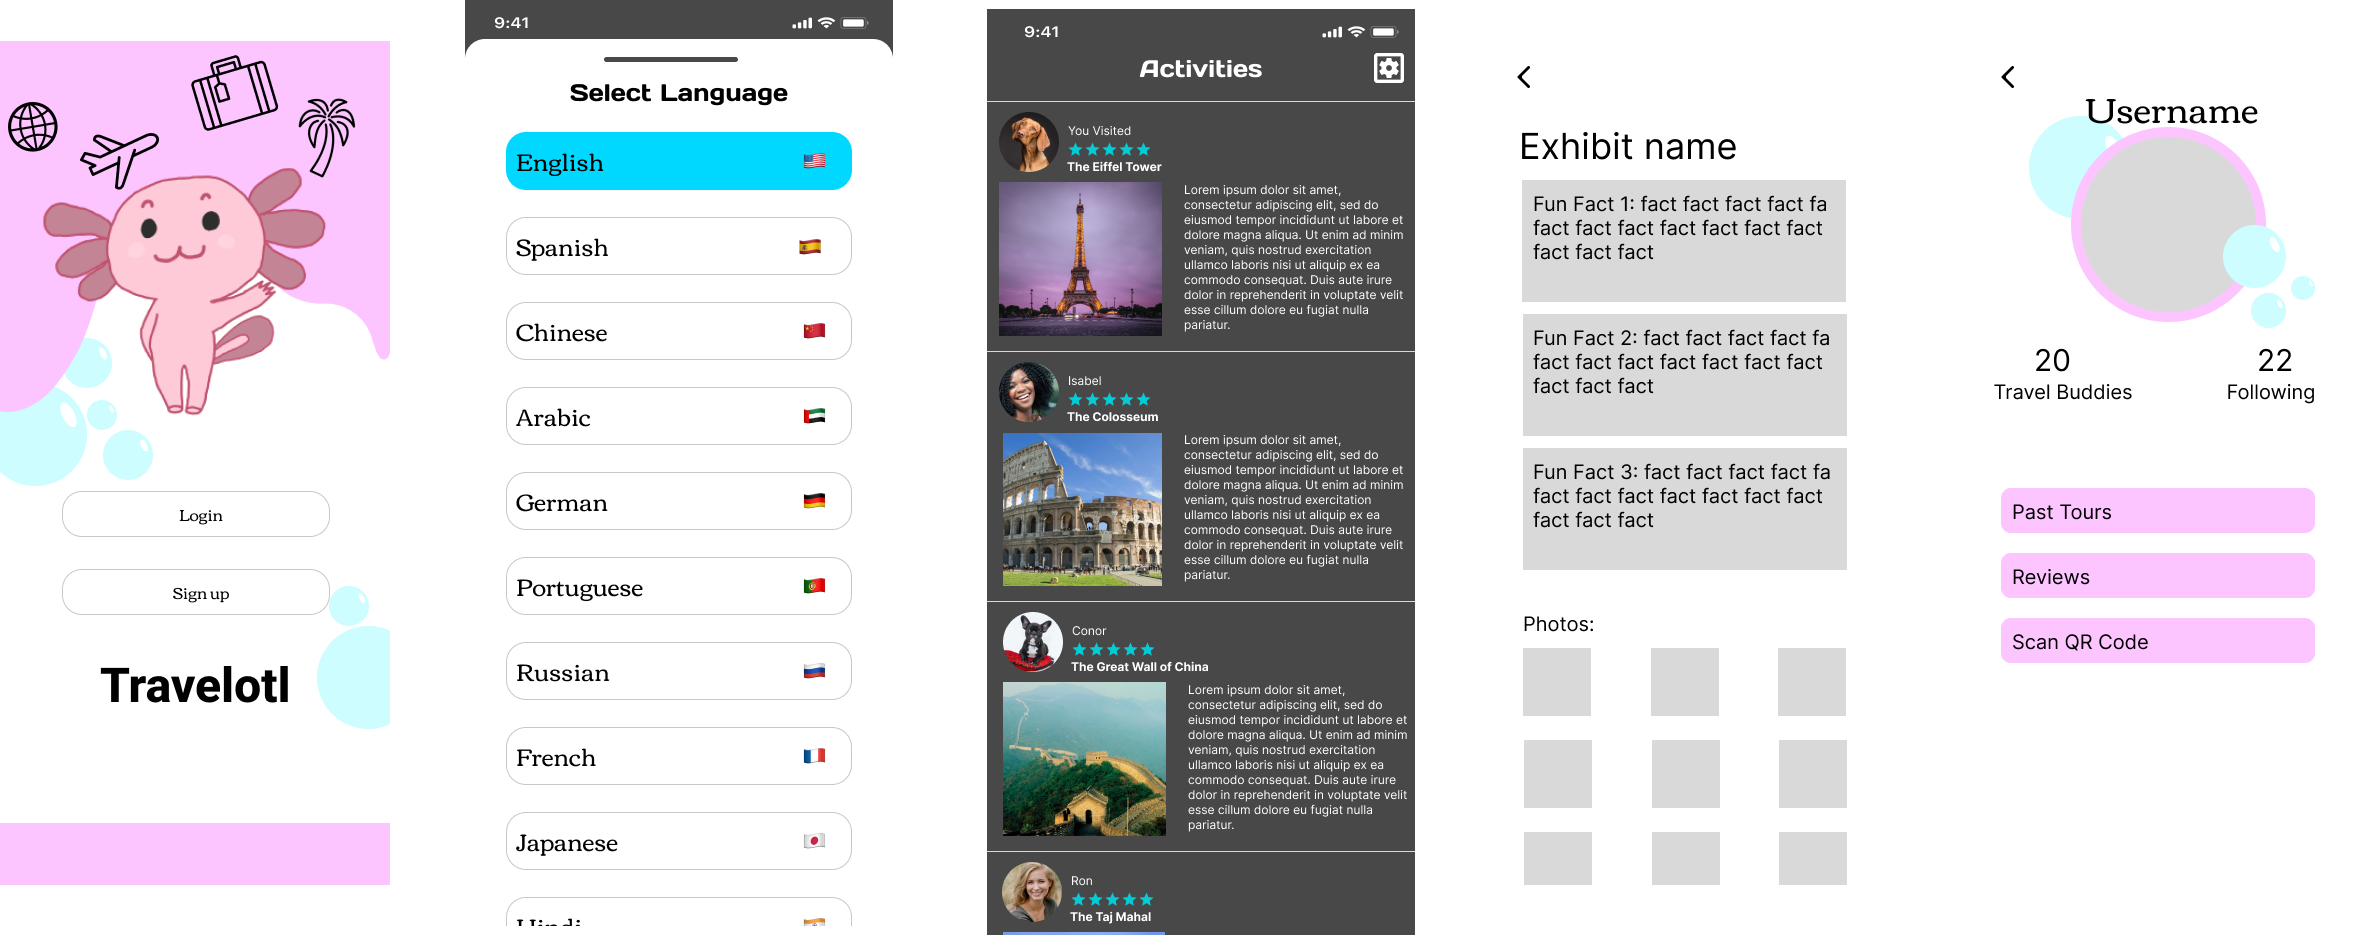 Login
Sign up
Travelotl
9:41
Select Language
English
Spanish
Chinese
Arabic
German
Portuguese
Russian
French
Japanese
Hindi
9:41
Activities
You Visited
The Eiffel Tower
Lorem ipsum dolor sit amet,
consectetur adipiscing elit, sed do
eiusmod tempor incididunt ut labore et
dolore magna aliqua. Ut enim ad minim
veniam, quis nostrud exercitation
ullamco laboris nisi ut aliquip ex ea
commodo consequat. Duis aute irure
dolor in reprehenderit in voluptate velit
esse cillum dolore eu fugiat nulla
pariatur.
Isabel
The Colosseum
Lorem ipsum dolor sit amet,
consectetur adipiscing elit, sed do
eiusmod tempor incididunt ut labore et
dolore magna aliqua. Ut enim ad minim
veniam, quis nostrud exercitation
ullamco laboris nisi ut aliquip ex ea
commodo consequat. Duis aute irure
dolor in reprehenderit in voluptate velit
esse cillum dolore eu fugiat nulla
pariatur.
Conor
The Great Wall of China
Lorem ipsum dolor sit amet,
consectetur adipiscing elit, sed do
eiusmod tempor incididunt ut labore et
dolore magna aliqua. Ut enim ad minim
veniam, quis nostrud exercitation
ullamco laboris nisi ut aliquip ex ea
commodo consequat. Duis aute irure
dolor in reprehenderit in voluptate velit
esse cillum dolore eu fugiat nulla
pariatur.
Ron
The Taj Mahal
Exhibit name
Fun Fact 1: fact fact fact fact fa
fact fact fact fact fact fact fact
fact fact fact
Fun Fact 2: fact fact fact fact fa
fact fact fact fact fact fact fact
fact fact fact
Fun Fact 3: fact fact fact fact fa
fact fact fact fact fact fact fact
fact fact fact
Photos:
Username
20
Travel Buddies
22
Following
Past Tours
Reviews
Scan QR Code